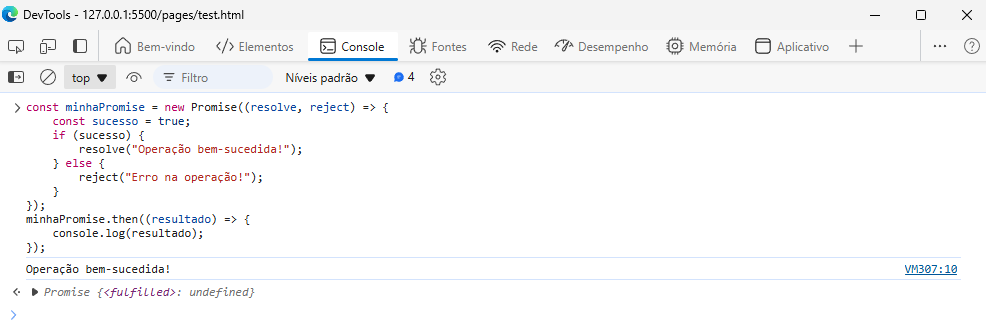 DevTools - 127.0.0.1:5500/pages/test.html
Bem-vindo Elementos Console Fontes Rede Desempenho Memória Aplicativo
top Filtro Níveis padrão 4
const minhaPromise = new Promise((resolve, reject) => {
    const sucesso = true;
    if (sucesso) {
        resolve("Operação bem-sucedida!");
    } else {
        reject("Erro na operação!");
    }
});
minhaPromise.then((resultado) => {
    console.log(resultado);
});
Operação bem-sucedida! VM307:10
Promise {<fulfilled>: undefined}